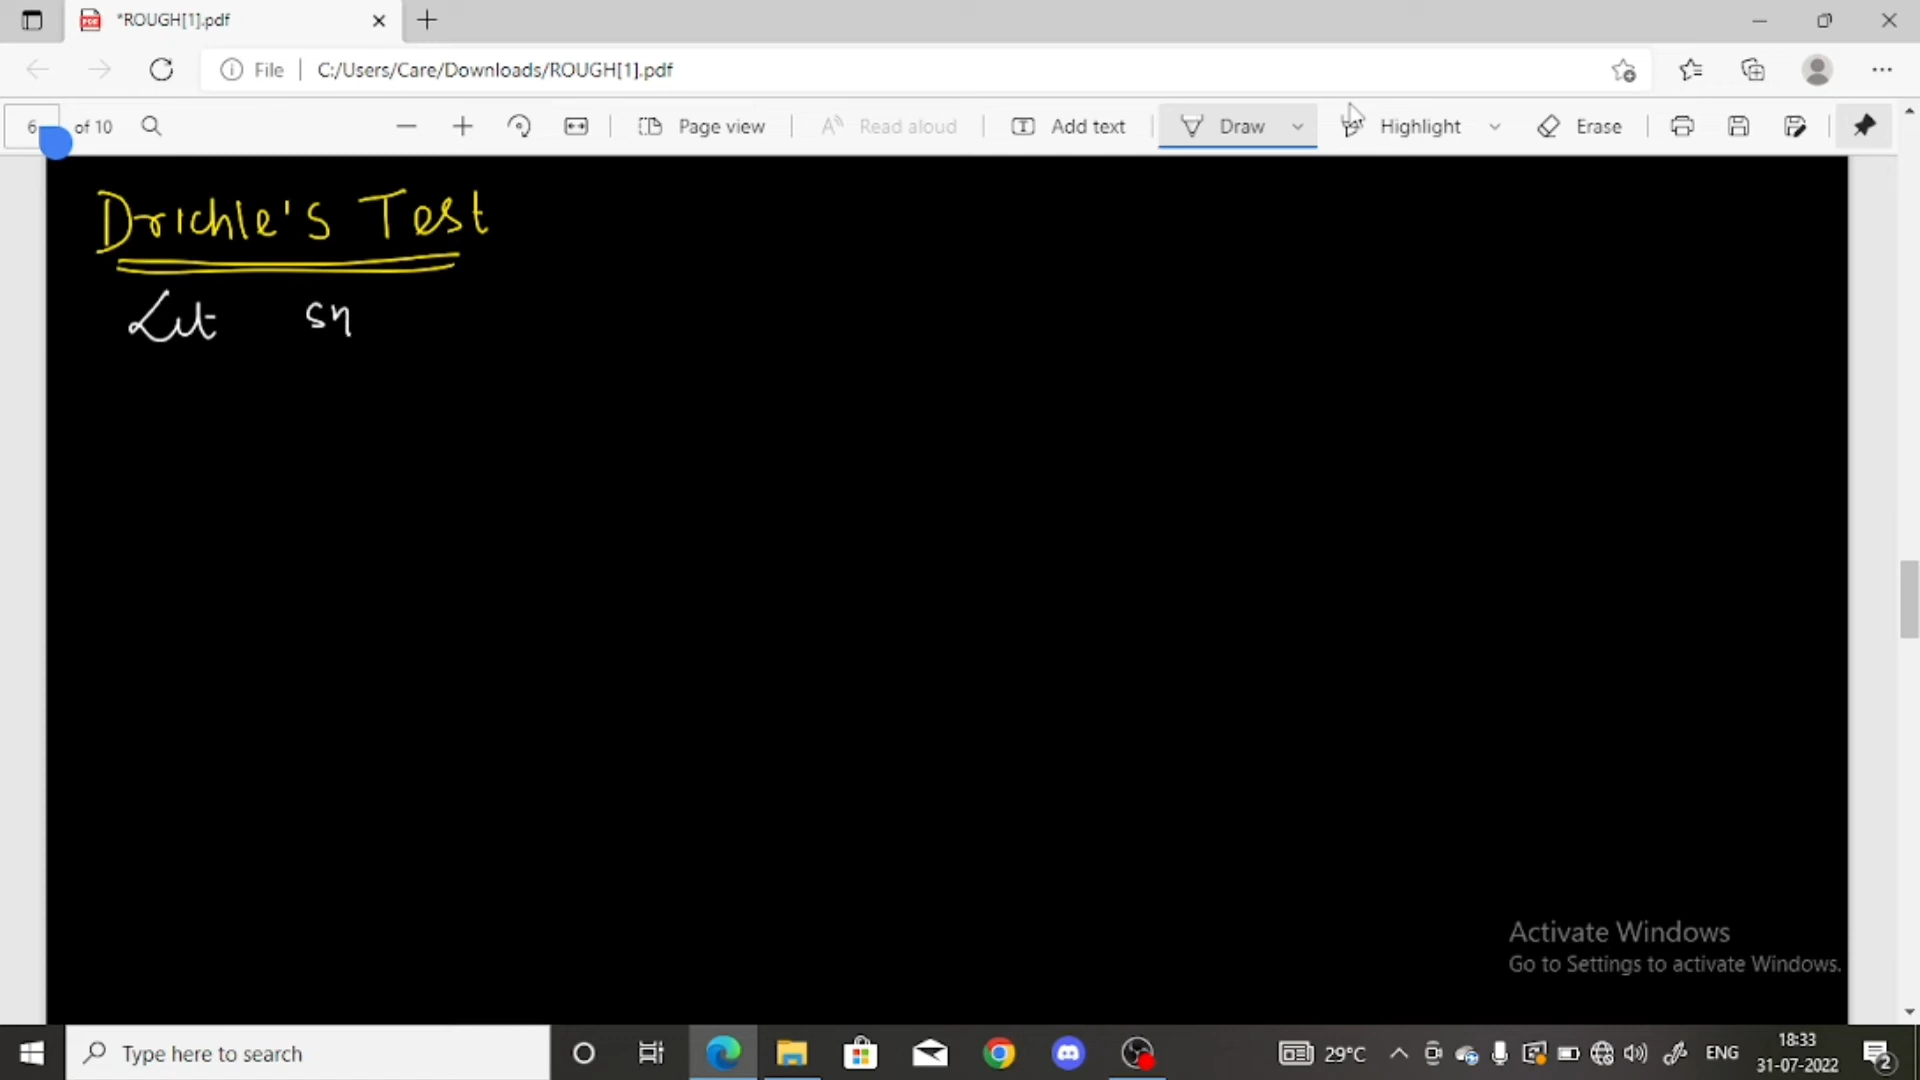 *ROUGH[1].pdf
File | C:/Users/Care/Downloads/ROUGH[1].pdf
6 of 10 Page view Read aloud Add text Draw Highlight Erase
Drichle's Test
Let sn
Activate Windows
Go to Settings to activate Windows.
Type here to search 29°C ENG 18:33
31-07-2022 2